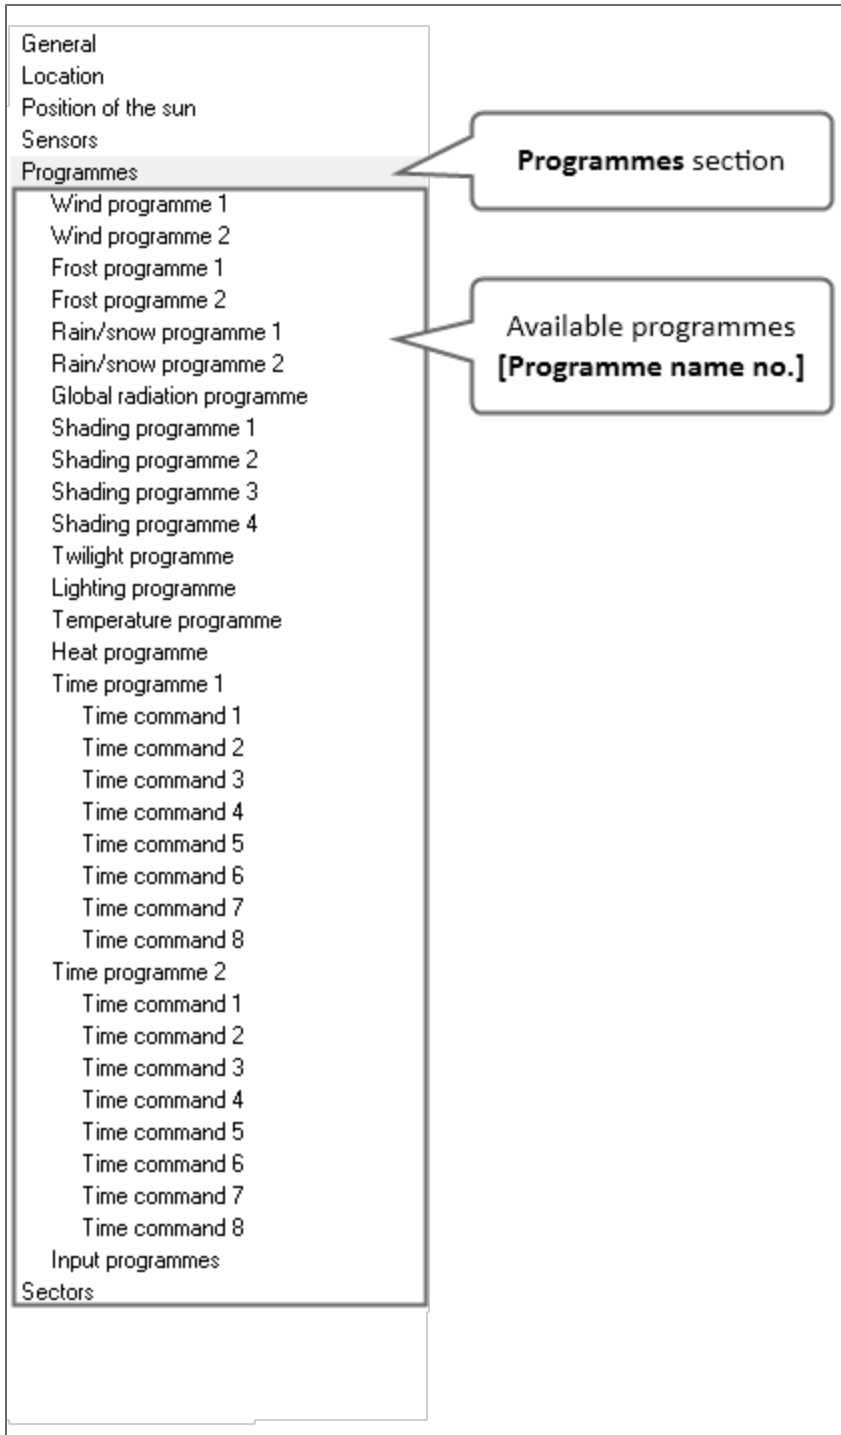 General
Location
Position of the sun
Sensors
Programmes
Programmes section
Wind programme 1
Wind programme 2
Frost programme 1
Frost programme 2
Rain/snow programme 1
Rain/snow programme 2
Available programmes
[Programme name no.]
Global radiation programme
Shading programme 1
Shading programme 2
Shading programme 3
Shading programme 4
Twilight programme
Lighting programme
Temperature programme
Heat programme
Time programme 1
Time command 1
Time command 2
Time command 3
Time command 4
Time command 5
Time command 6
Time command 7
Time command 8
Time programme 2
Time command 1
Time command 2
Time command 3
Time command 4
Time command 5
Time command 6
Time command 7
Time command 8
Input programmes
Sectors